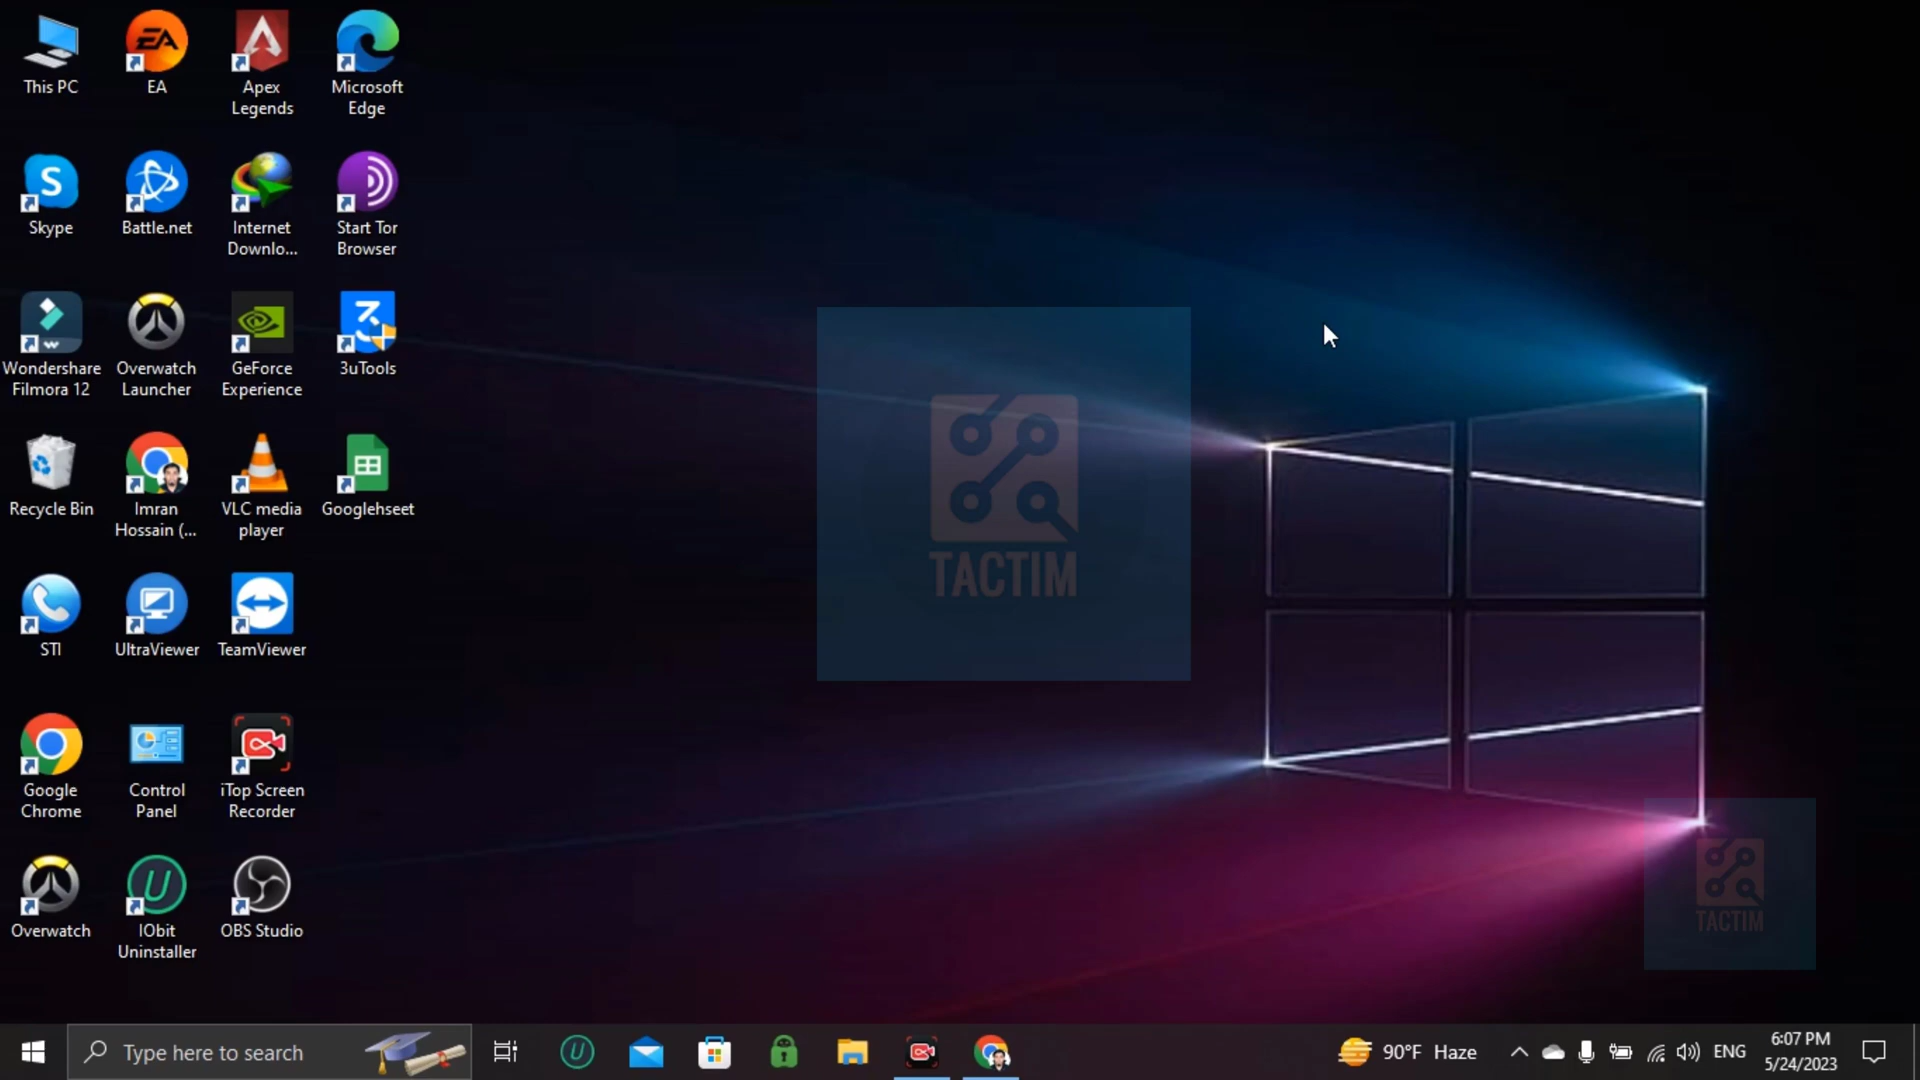 This PC
EA
Apex
Legends
Microsoft
Edge
Skype
Battle.net
Internet
Downlo...
Start Tor
Browser
Wondershare
Filmora 12
Overwatch
Launcher
GeForce
Experience
3uTools
Recycle Bin
Imran
Hossain (...
VLC media
player
Googlehseet
STI
UltraViewer
TeamViewer
Google
Chrome
Control
Panel
iTop Screen
Recorder
Overwatch
IObit
Uninstaller
OBS Studio
TACTIM
TACTIM
Type here to search
90°F Haze
ENG
6:07 PM
5/24/2023